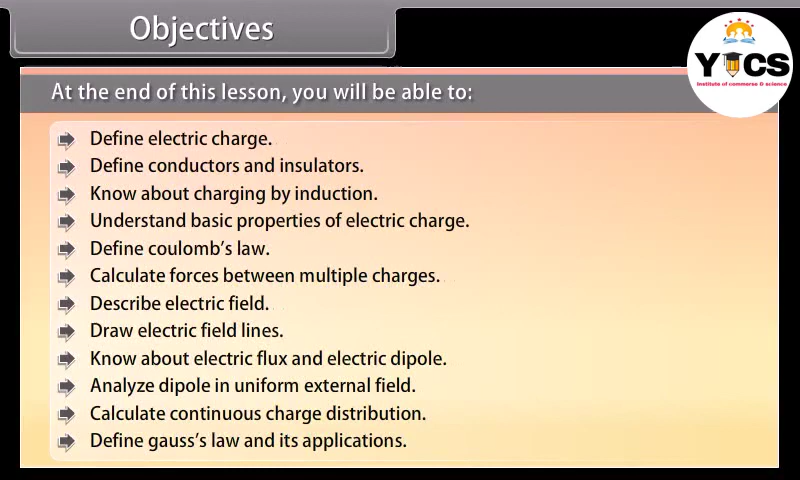 Objectives
YICS
Institute of commerse & science
At the end of this lesson, you will be able to:
Define electric charge.
Define conductors and insulators.
Know about charging by induction.
Understand basic properties of electric charge.
Define coulomb's law.
Calculate forces between multiple charges.
Describe electric field.
Draw electric field lines.
Know about electric flux and electric dipole.
Analyze dipole in uniform external field.
Calculate continuous charge distribution.
Define gauss's law and its applications.